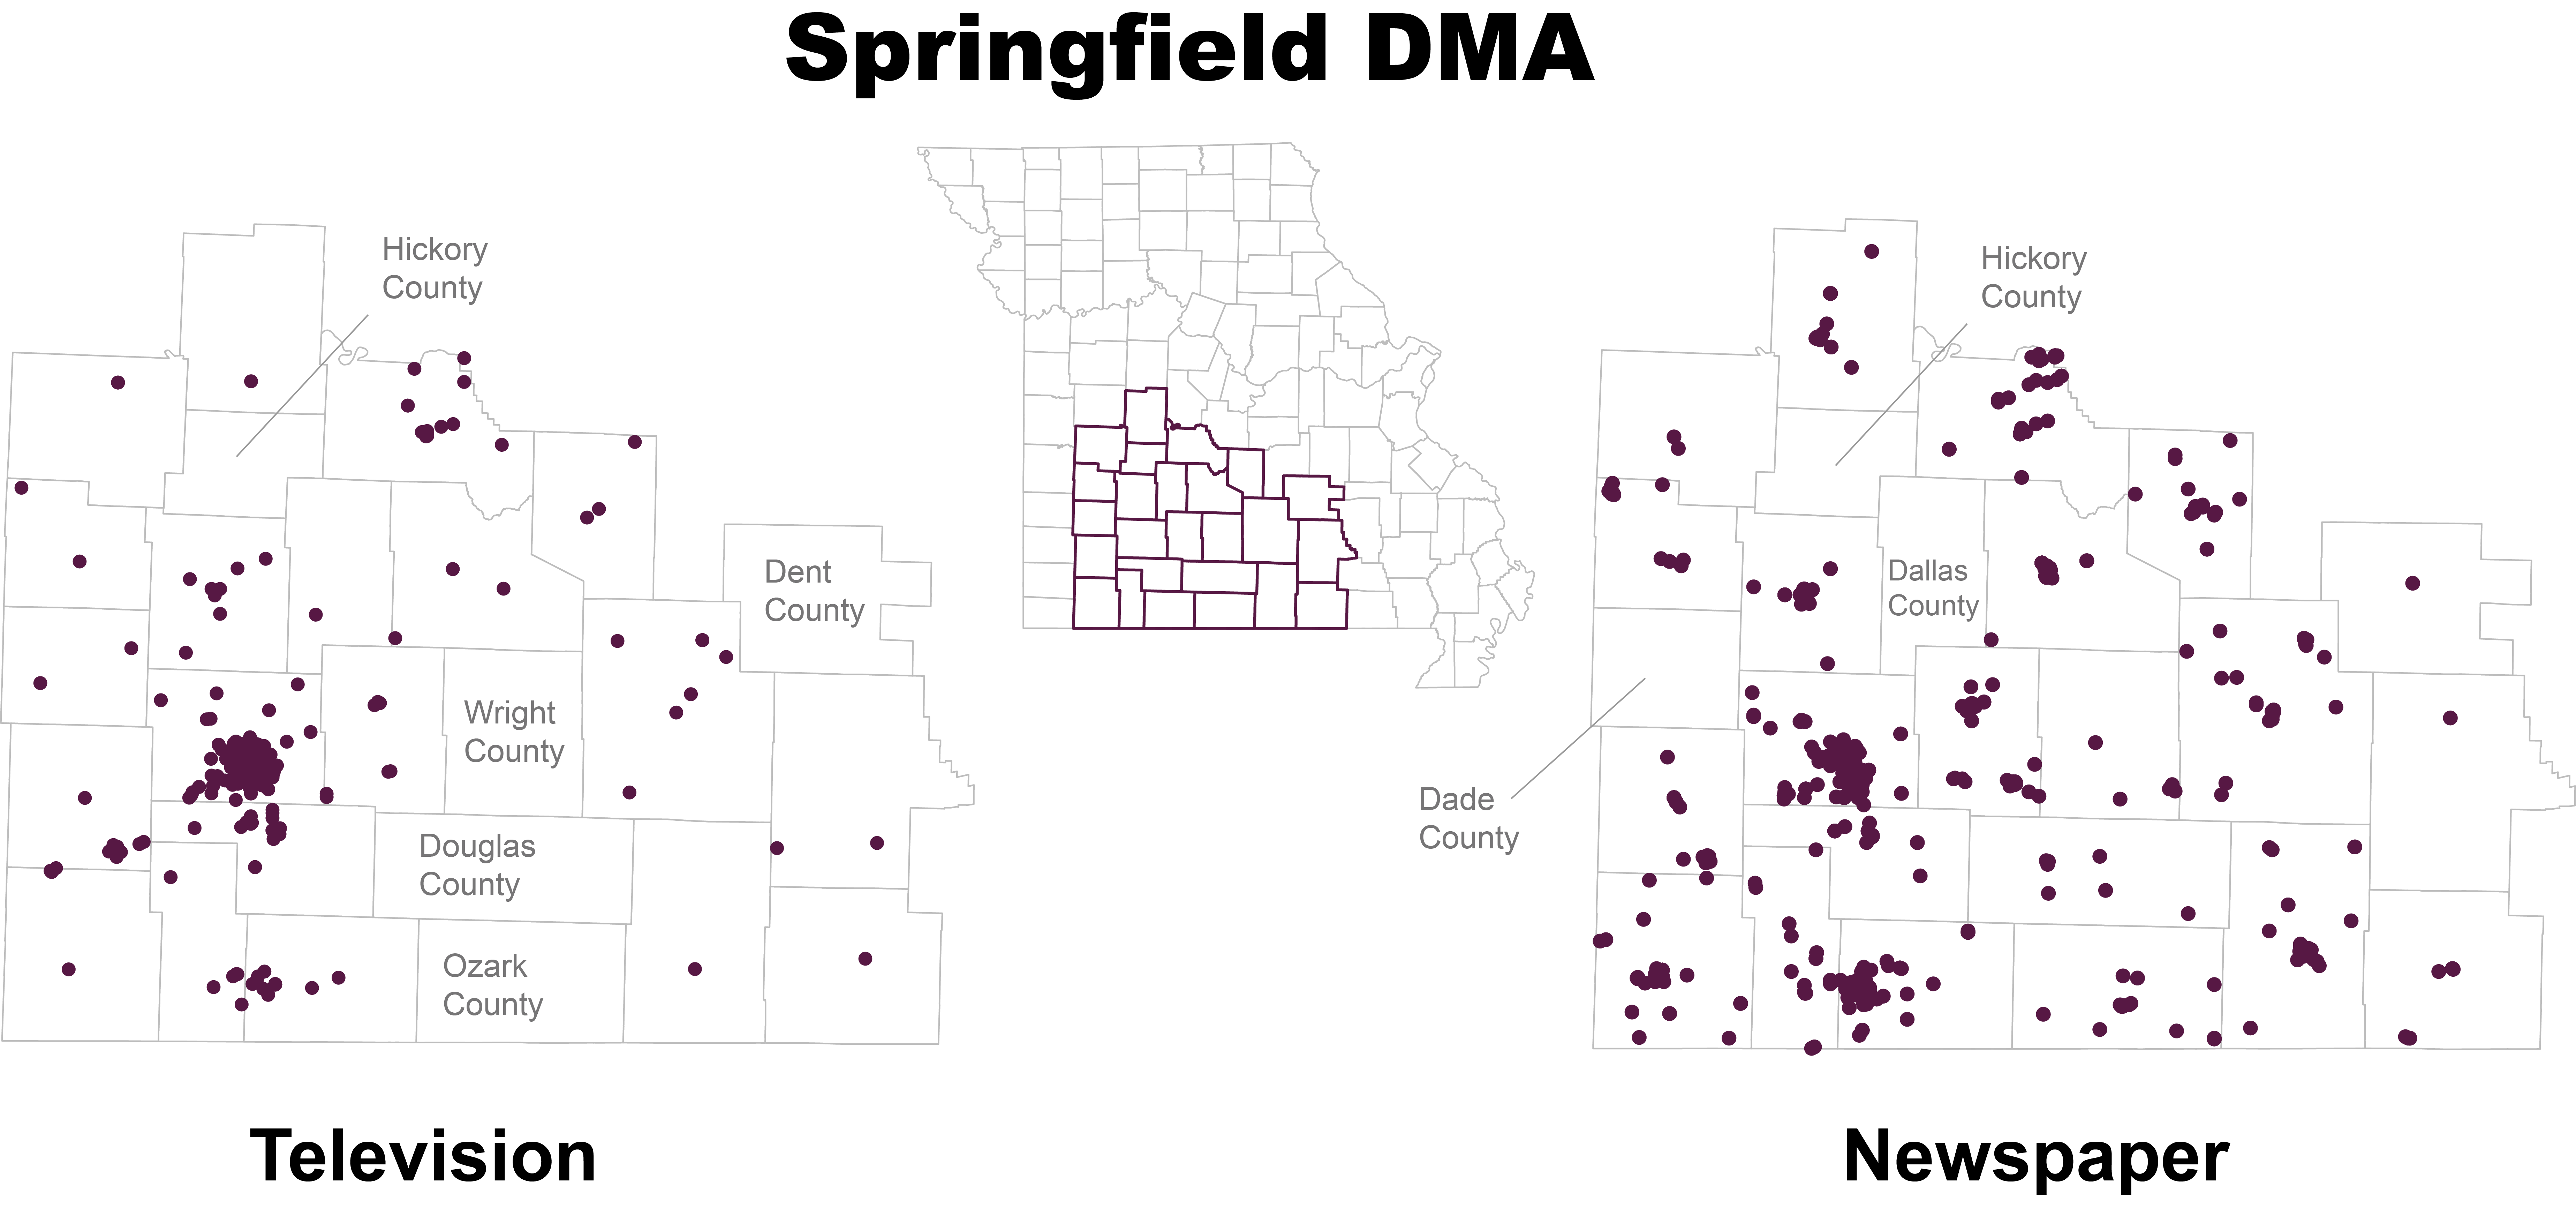 Springfield DMA
Hickory
County
Dent
County
Wright
County
Douglas
County
Ozark
County
Television
Hickory
County
Dallas
County
Dade
County
Newspaper